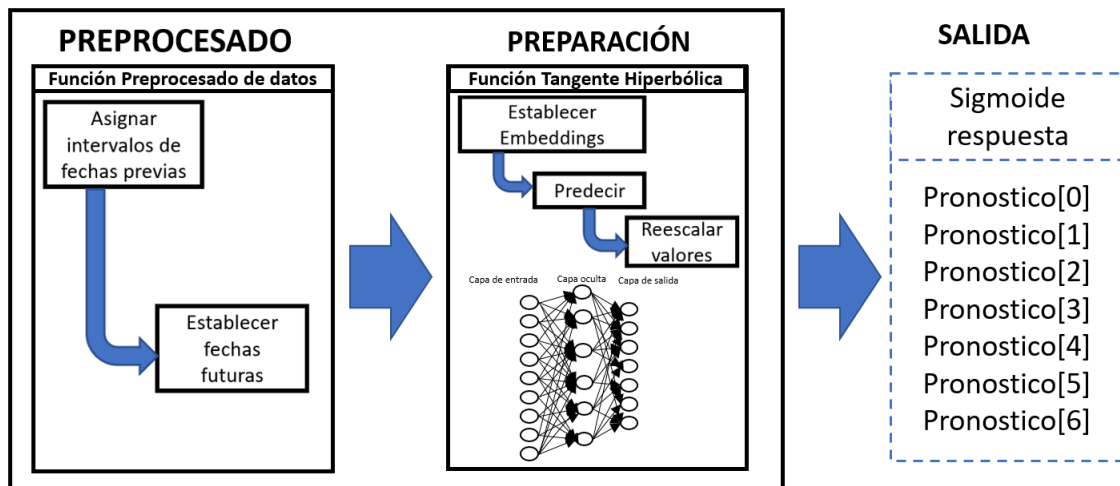 PREPROCESADO
Función Preprocesado de datos
Asignar
intervalos de
fechas previas
Establecer
fechas
futuras
PREPARACIÓN
Función Tangente Hiperbólica
Establecer
Embeddings
Predecir
Reescalar
valores
Capa de entrada
Capa oculta
Capa de salida
SALIDA
Sigmoide
respuesta
Pronostico[0]
Pronostico[1]
Pronostico[2]
Pronostico[3]
Pronostico[4]
Pronostico[5]
Pronostico[6]